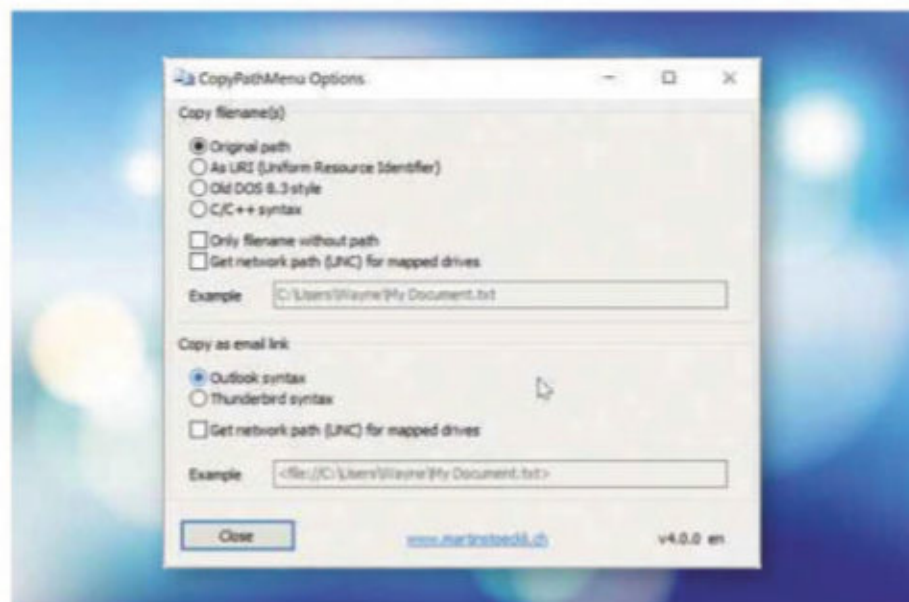 CopyPathMenu Options
Copy filename(s)
Original path
As URI (Uniform Resource Identifier)
Old DOS 8.3 style
C/C++ syntax
Only filename without path
Get network path (UNC) for mapped drives
Example C:\Users\Wayne\My Document.txt
Copy as email link
Outlook syntax
Thunderbird syntax
Get network path (UNC) for mapped drives
Example <file://C:\Users\Wayne\My Document.txt>
Close www.martinstoeckli.ch v4.0.0 en